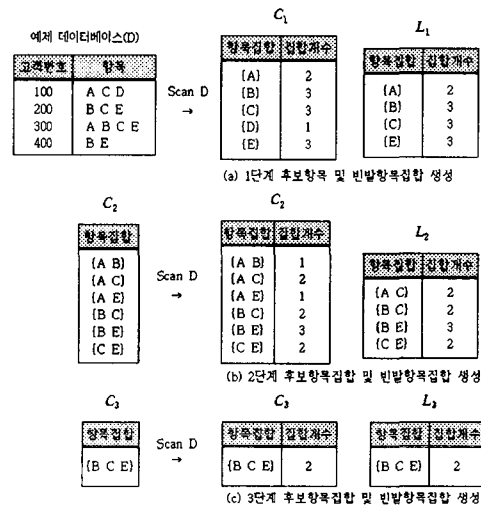 C₁
L₁
예제 데이터베이스(D)
고객번호 항목
100 A C D
200 B C E
300 A B C E
400 B E
Scan D
→
항목집합 집합개수
{A} 2
{B} 3
{C} 3
{D} 1
{E} 3
항목집합 집합개수
{A} 2
{B} 3
{C} 3
{E} 3
(a) 1단계 후보항목 및 빈발항목집합 생성
C₂
C₂
L₂
항목집합
{A B}
{A C}
{A E}
{B C}
{B E}
{C E}
Scan D
→
항목집합 집합개수
{A B} 1
{A C} 2
{A E} 1
{B C} 2
{B E} 3
{C E} 2
항목집합 집합개수
{A C} 2
{B C} 2
{B E} 3
{C E} 2
(b) 2단계 후보항목집합 및 빈발항목집합 생성
C₃
C₃
L₃
항목집합
{B C E}
Scan D
→
항목집합 집합개수
{B C E} 2
항목집합 집합개수
{B C E} 2
(c) 3단계 후보항목집합 및 빈발항목집합 생성